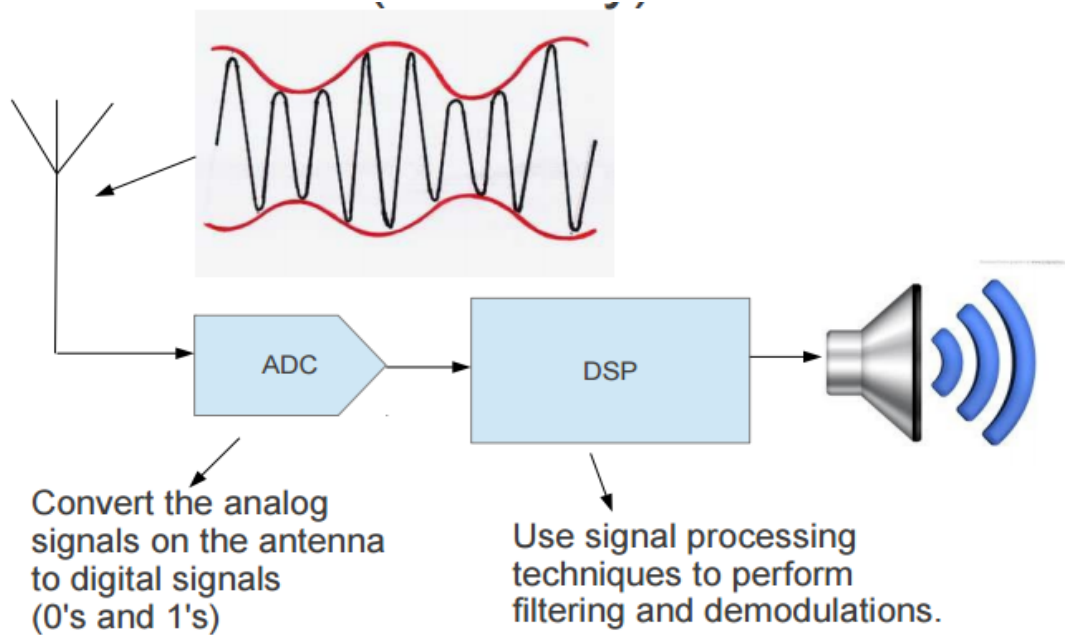 ADC
DSP
Convert the analog
signals on the antenna
to digital signals
(0's and 1's)
Use signal processing
techniques to perform
filtering and demodulations.